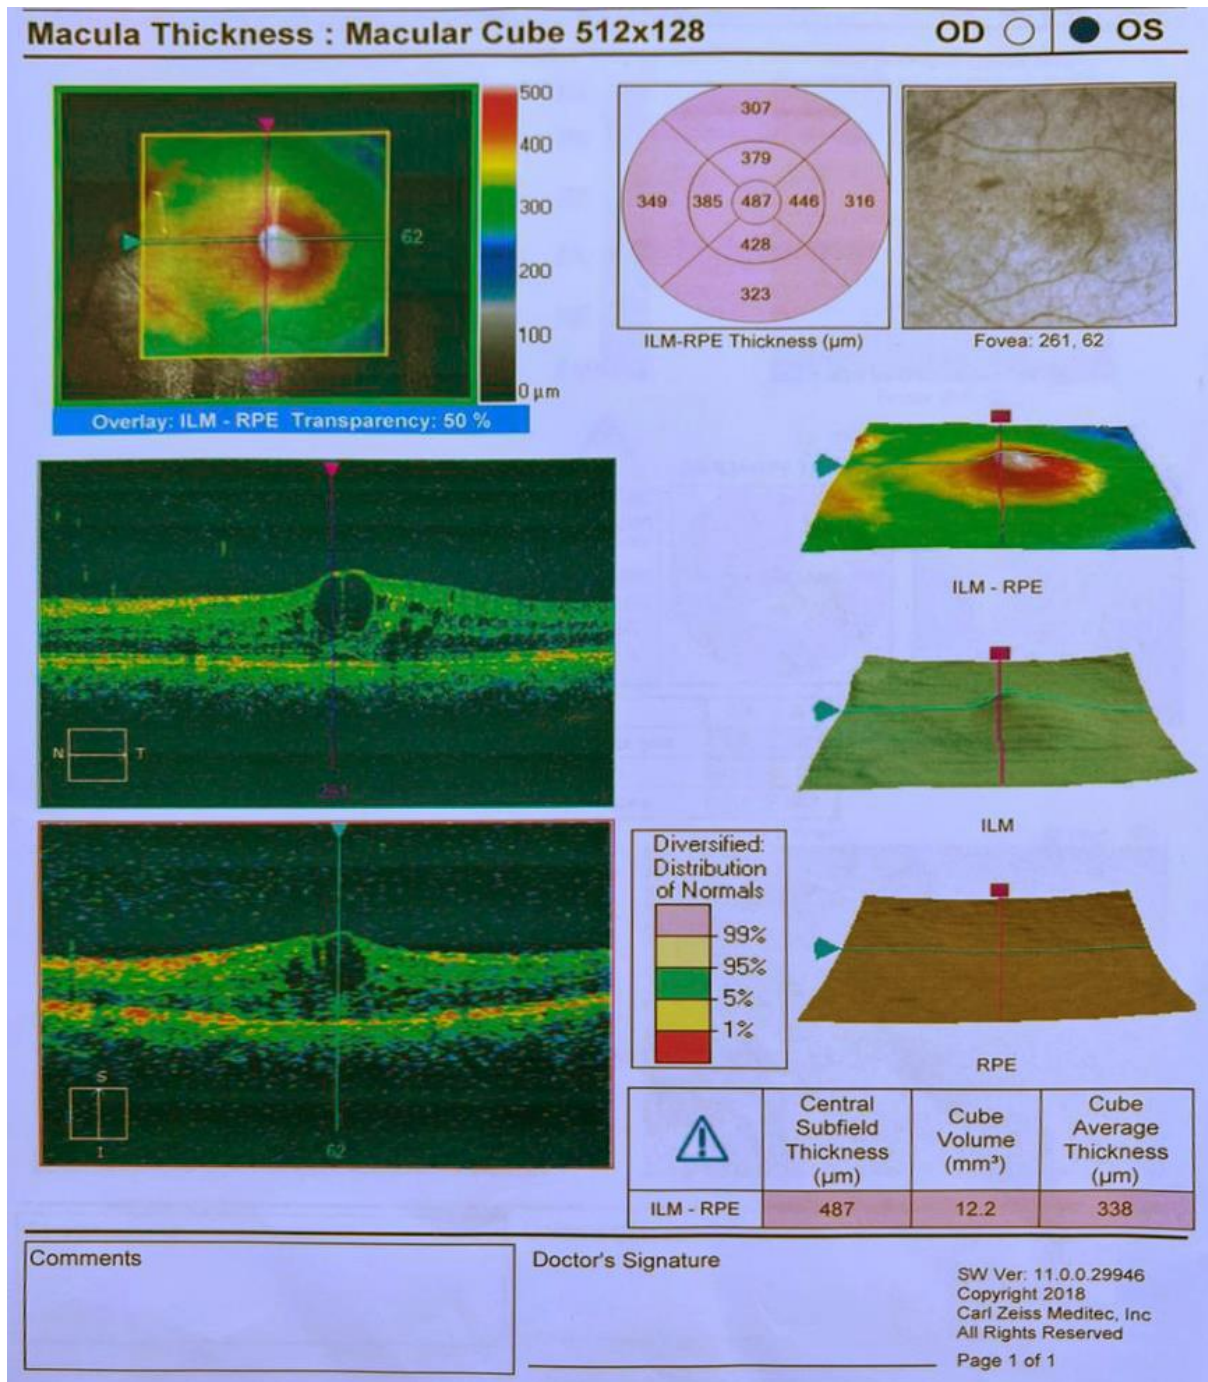 Macula Thickness : Macular Cube 512x128
OD
OS
500
400
300
200
100
0 µm
62
Overlay: ILM - RPE Transparency: 50 %
307
379
349
385
487
446
316
428
323
ILM-RPE Thickness (µm)
Fovea: 261, 62
ILM - RPE
N
T
261
ILM
S
I
62
Diversified:
Distribution
of Normals
99%
95%
5%
1%
RPE
Central
Subfield
Thickness
(µm)
Cube
Volume
(mm³)
Cube
Average
Thickness
(µm)
ILM - RPE
487
12.2
338
Comments
Doctor's Signature
SW Ver: 11.0.0.29946
Copyright 2018
Carl Zeiss Meditec, Inc
All Rights Reserved
Page 1 of 1